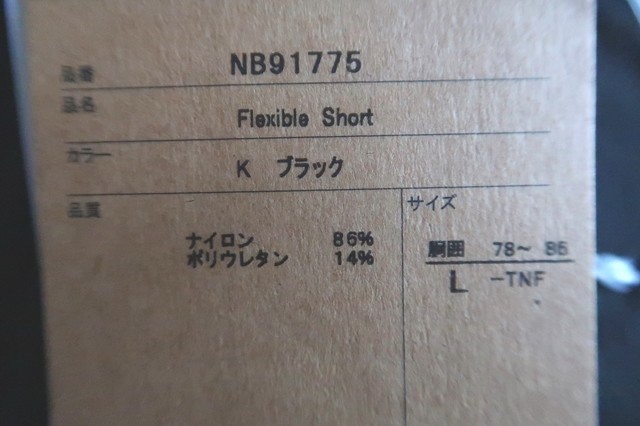 品番 NB91775
品名 Flexible Short
カラー K ブラック
品質
ナイロン 86%
ポリウレタン 14%
サイズ
胴囲 78～ 86
L -TNF